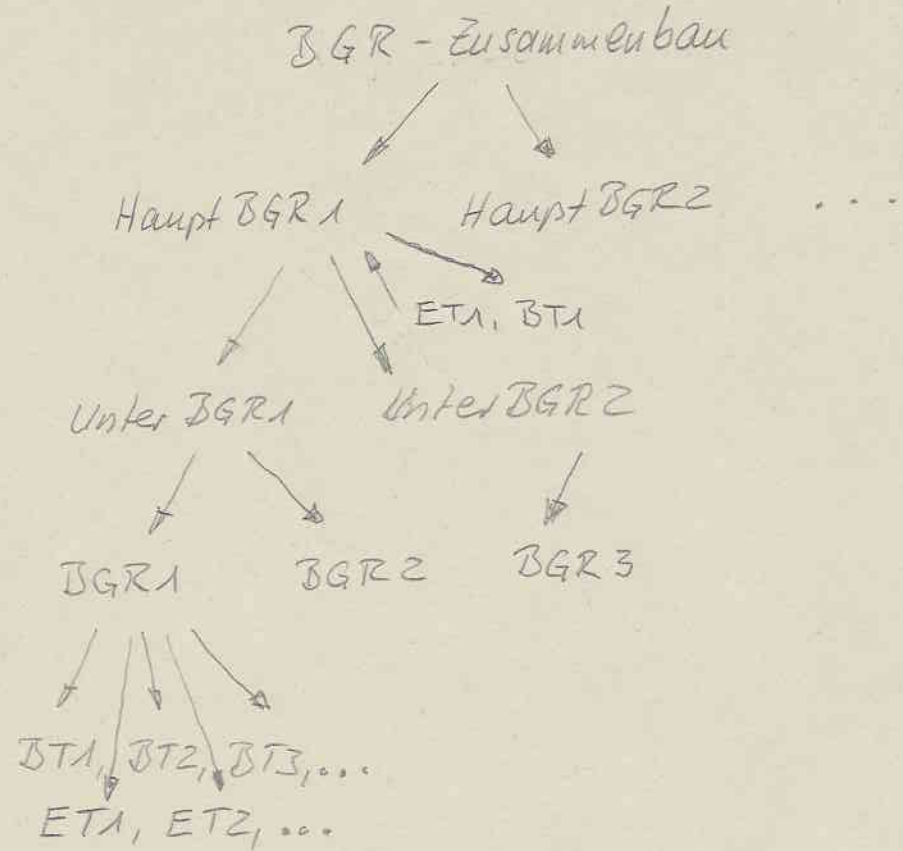 BGR - Zusammenbau
Haupt BGR1 Haupt BGR2 ...
ET1, BT1
Unter BGR1 Unter BGR2
BGR1 BGR2 BGR3
BT1, BT2, BT3, ...
ET1, ET2, ...